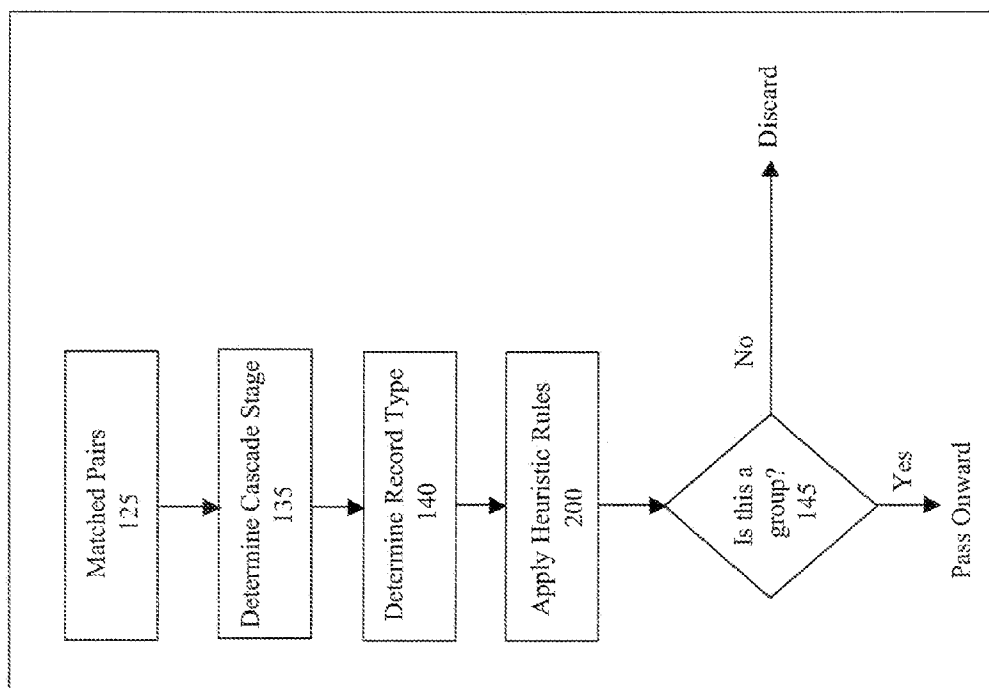 Matched Pairs
125
Determine Cascade Stage
135
Determine Record Type
140
Apply Heuristic Rules
200
Is this a
group?
145
No
Discard
Yes
Pass Onward